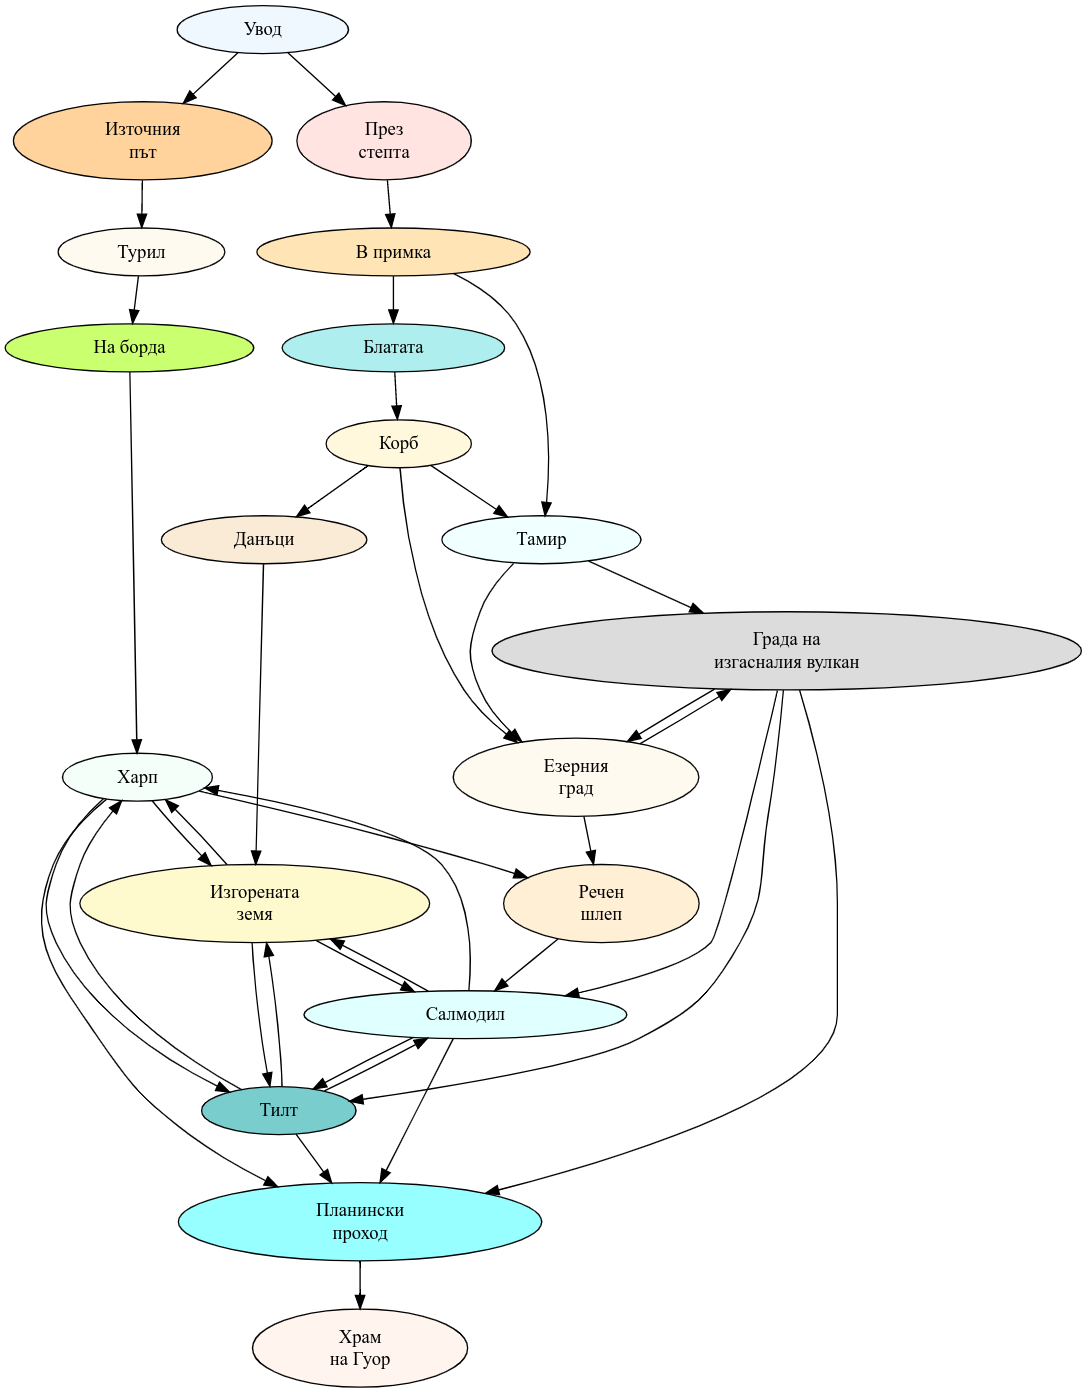 Увод
Източния
път
През
степта
Турил
В примка
На борда
Блатата
Корб
Данъци
Тамир
Града на
изгасналия вулкан
Харп
Езерния
град
Изгорената
земя
Речен
шлеп
Салмодил
Тилт
Планински
проход
Храм
на Гуор